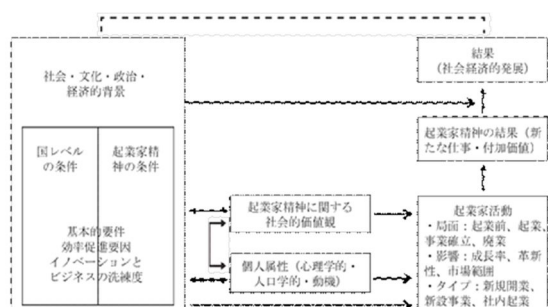 社会・文化・政治・
経済的背景
国レベル
の条件
起業家精
神の条件
基本的要件
効率促進要因
イノベーションと
ビジネスの洗練度
結果
(社会経済的発展)
起業家精神の結果(新
たな仕事・付加価値)
起業家精神に関する
社会的価値観
個人属性(心理学的・
人口学的・動機)
起業家活動
・局面:起業前、起業、
事業確立、廃業
・影響:成長率、革新
性、市場範囲
・タイプ:新規開業、
新設事業、社内起業